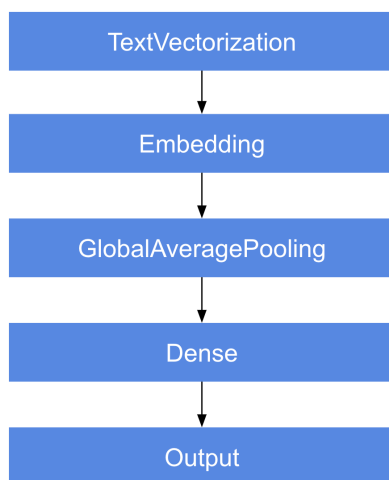 TextVectorization
Embedding
GlobalAveragePooling
Dense
Output